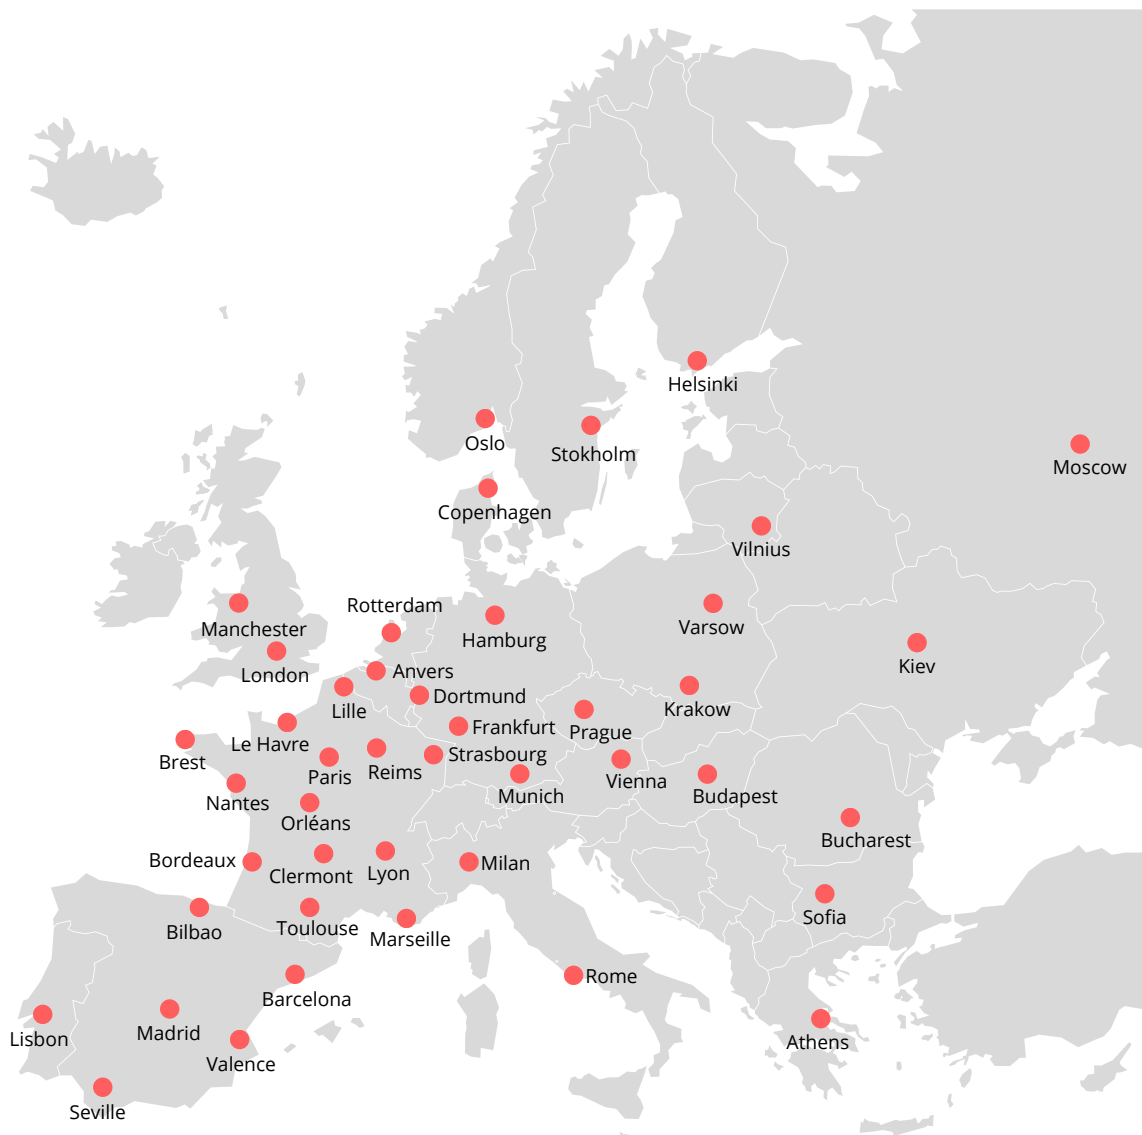 Helsinki
Oslo
Stokholm
Moscow
Copenhagen
Vilnius
Rotterdam
Manchester
Hamburg
Varsow
London
Anvers
Kiev
Dortmund
Lille
Krakow
Frankfurt
Prague
Le Havre
Strasbourg
Brest
Paris
Reims
Vienna
Nantes
Munich
Budapest
Orléans
Bucharest
Bordeaux
Clermont
Lyon
Milan
Sofia
Bilbao
Toulouse
Marseille
Rome
Barcelona
Lisbon
Madrid
Athens
Valence
Seville